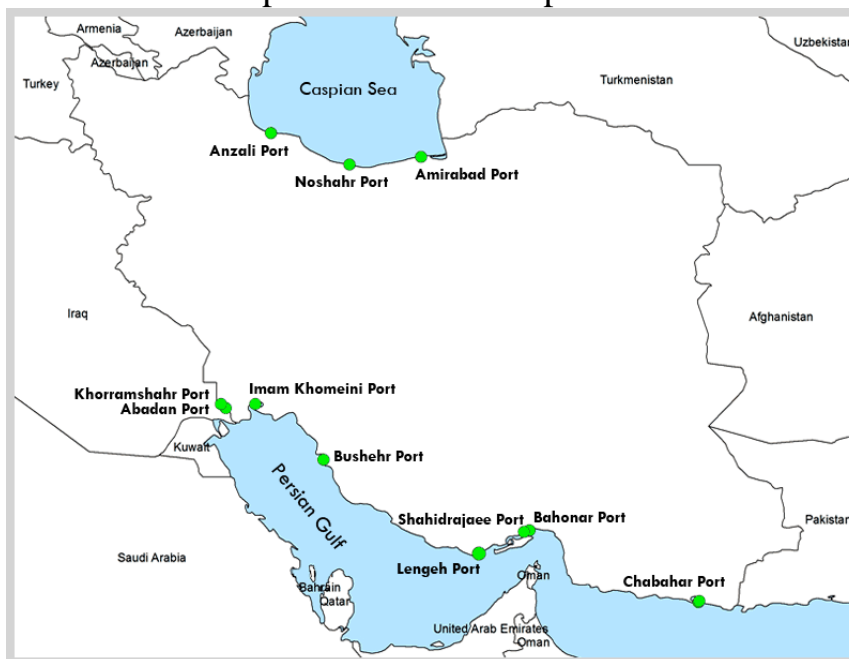 Armenia
Azerbaijan
Uzbekistan
Azerbaijan
Turkey
Caspian Sea
Turkmenistan
Anzali Port
Noshahr Port
Amirabad Port
Iraq
Afghanistan
Khorramshahr Port
Imam Khomeini Port
Abadan Port
Kuwait
Bushehr Port
Persian Gulf
Shahidrajaee Port
Bahonar Port
Pakistan
Saudi Arabia
Lengeh Port
Oman
Bahrain
Qatar
Chabahar Port
United Arab Emirates
Oman